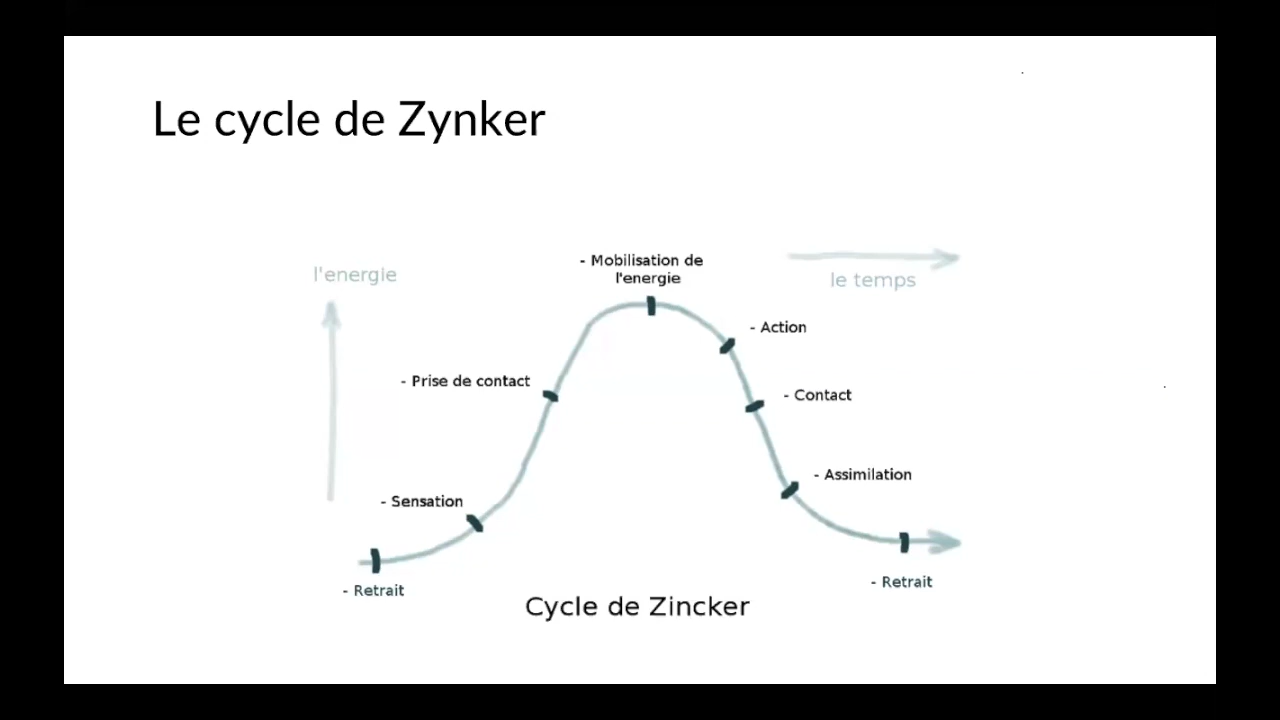 Le cycle de Zynker
- Mobilisation de
l'energie
l'energie
le temps
- Action
- Prise de contact
- Contact
- Assimilation
- Sensation
- Retrait
- Retrait
Cycle de Zincker